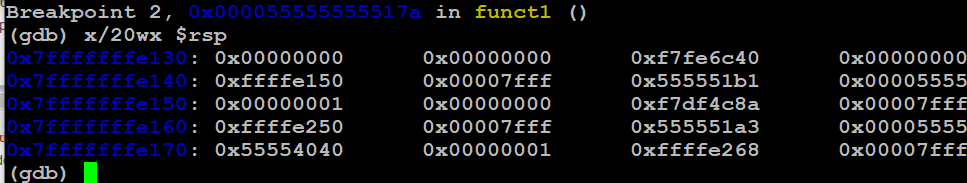 Breakpoint 2, 0x000055555555517a in funct1 ()
(gdb) x/20wx $rsp
0x7fffffffe130: 0x00000000 0x00000000 0xf7fe6c40 0x00000000
0x7fffffffe140: 0xffffe150 0x00007fff 0x555551b1 0x00005555
0x7fffffffe150: 0x00000001 0x00000000 0xf7df4c8a 0x00007fff
0x7fffffffe160: 0xffffe250 0x00007fff 0x555551a3 0x00005555
0x7fffffffe170: 0x55554040 0x00000001 0xffffe268 0x00007fff
(gdb)